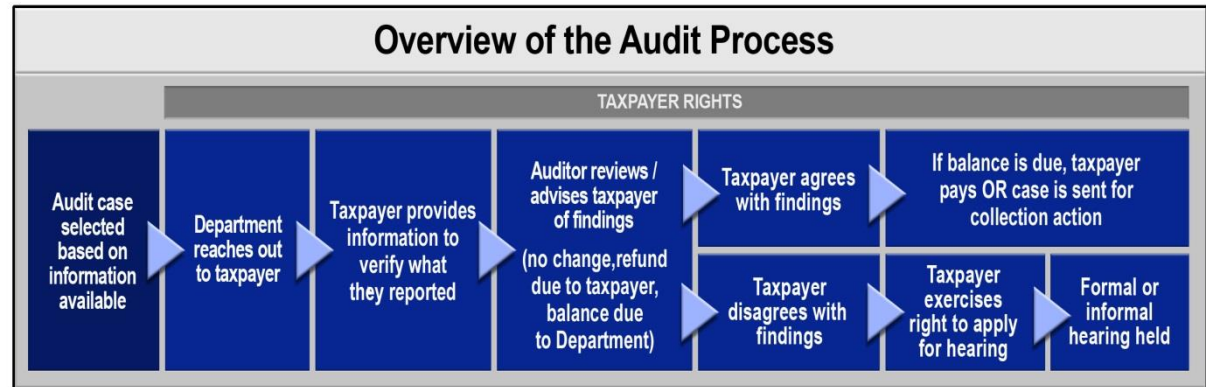 Overview of the Audit Process
TAXPAYER RIGHTS
Audit case
selected
based on
information
available
Department
reaches out
to taxpayer
Taxpayer provides
information to
verify what
they reported
Auditor reviews /
advises taxpayer
of findings
(no change,refund
due to taxpayer,
balance due
to Department)
Taxpayer agrees
with findings
If balance is due, taxpayer
pays OR case is sent for
collection action
Taxpayer
disagrees with
findings
Taxpayer
exercises
right to apply
for hearing
Formal or
informal
hearing held